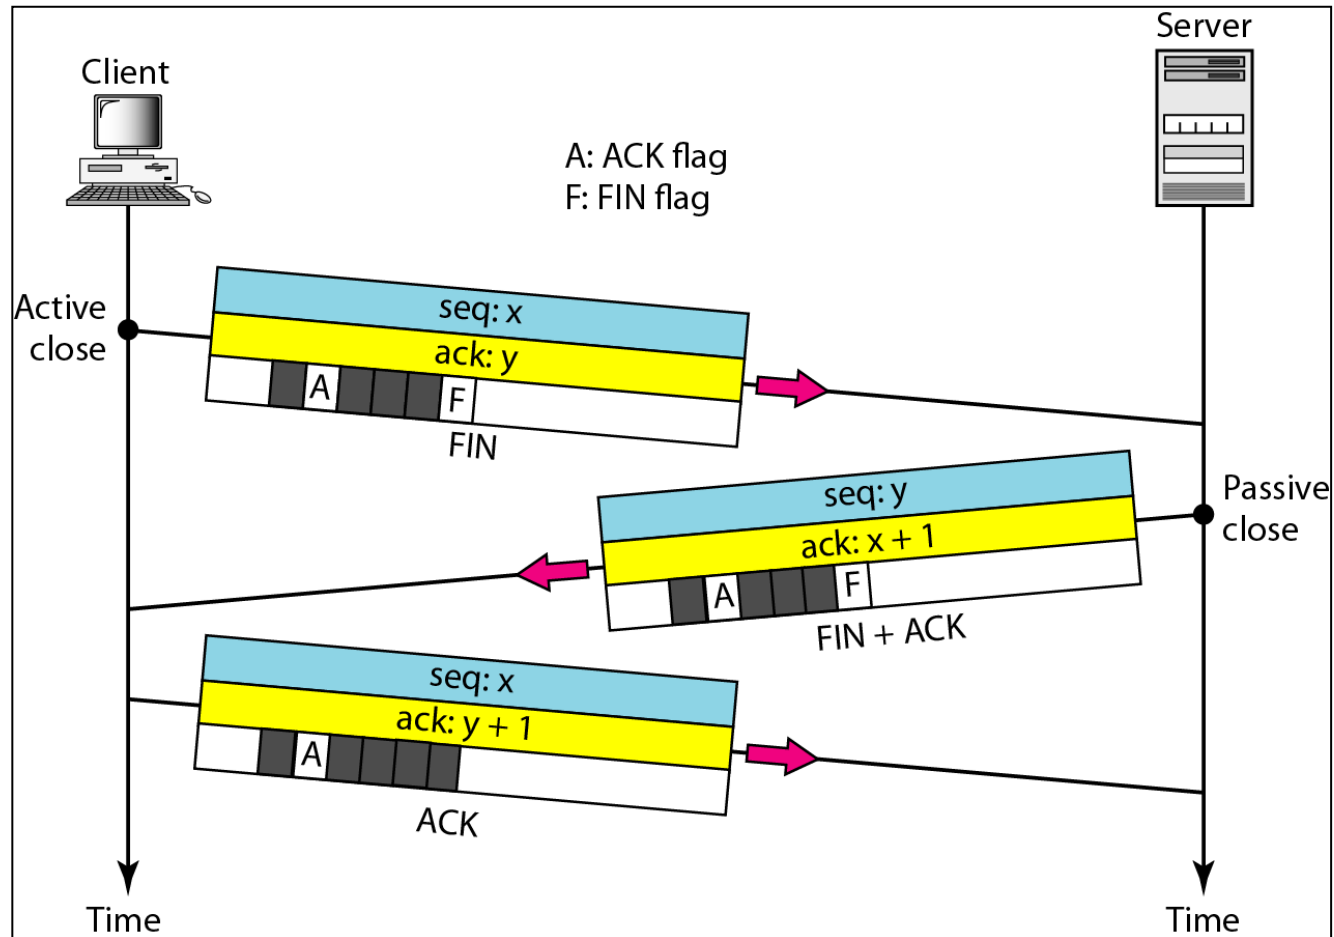 Server
Client
A: ACK flag
F: FIN flag
Active
close
seq: x
ack: y
A F
FIN
Passive
close
seq: y
ack: x + 1
A F
FIN + ACK
seq: x
ack: y + 1
A
ACK
Time
Time